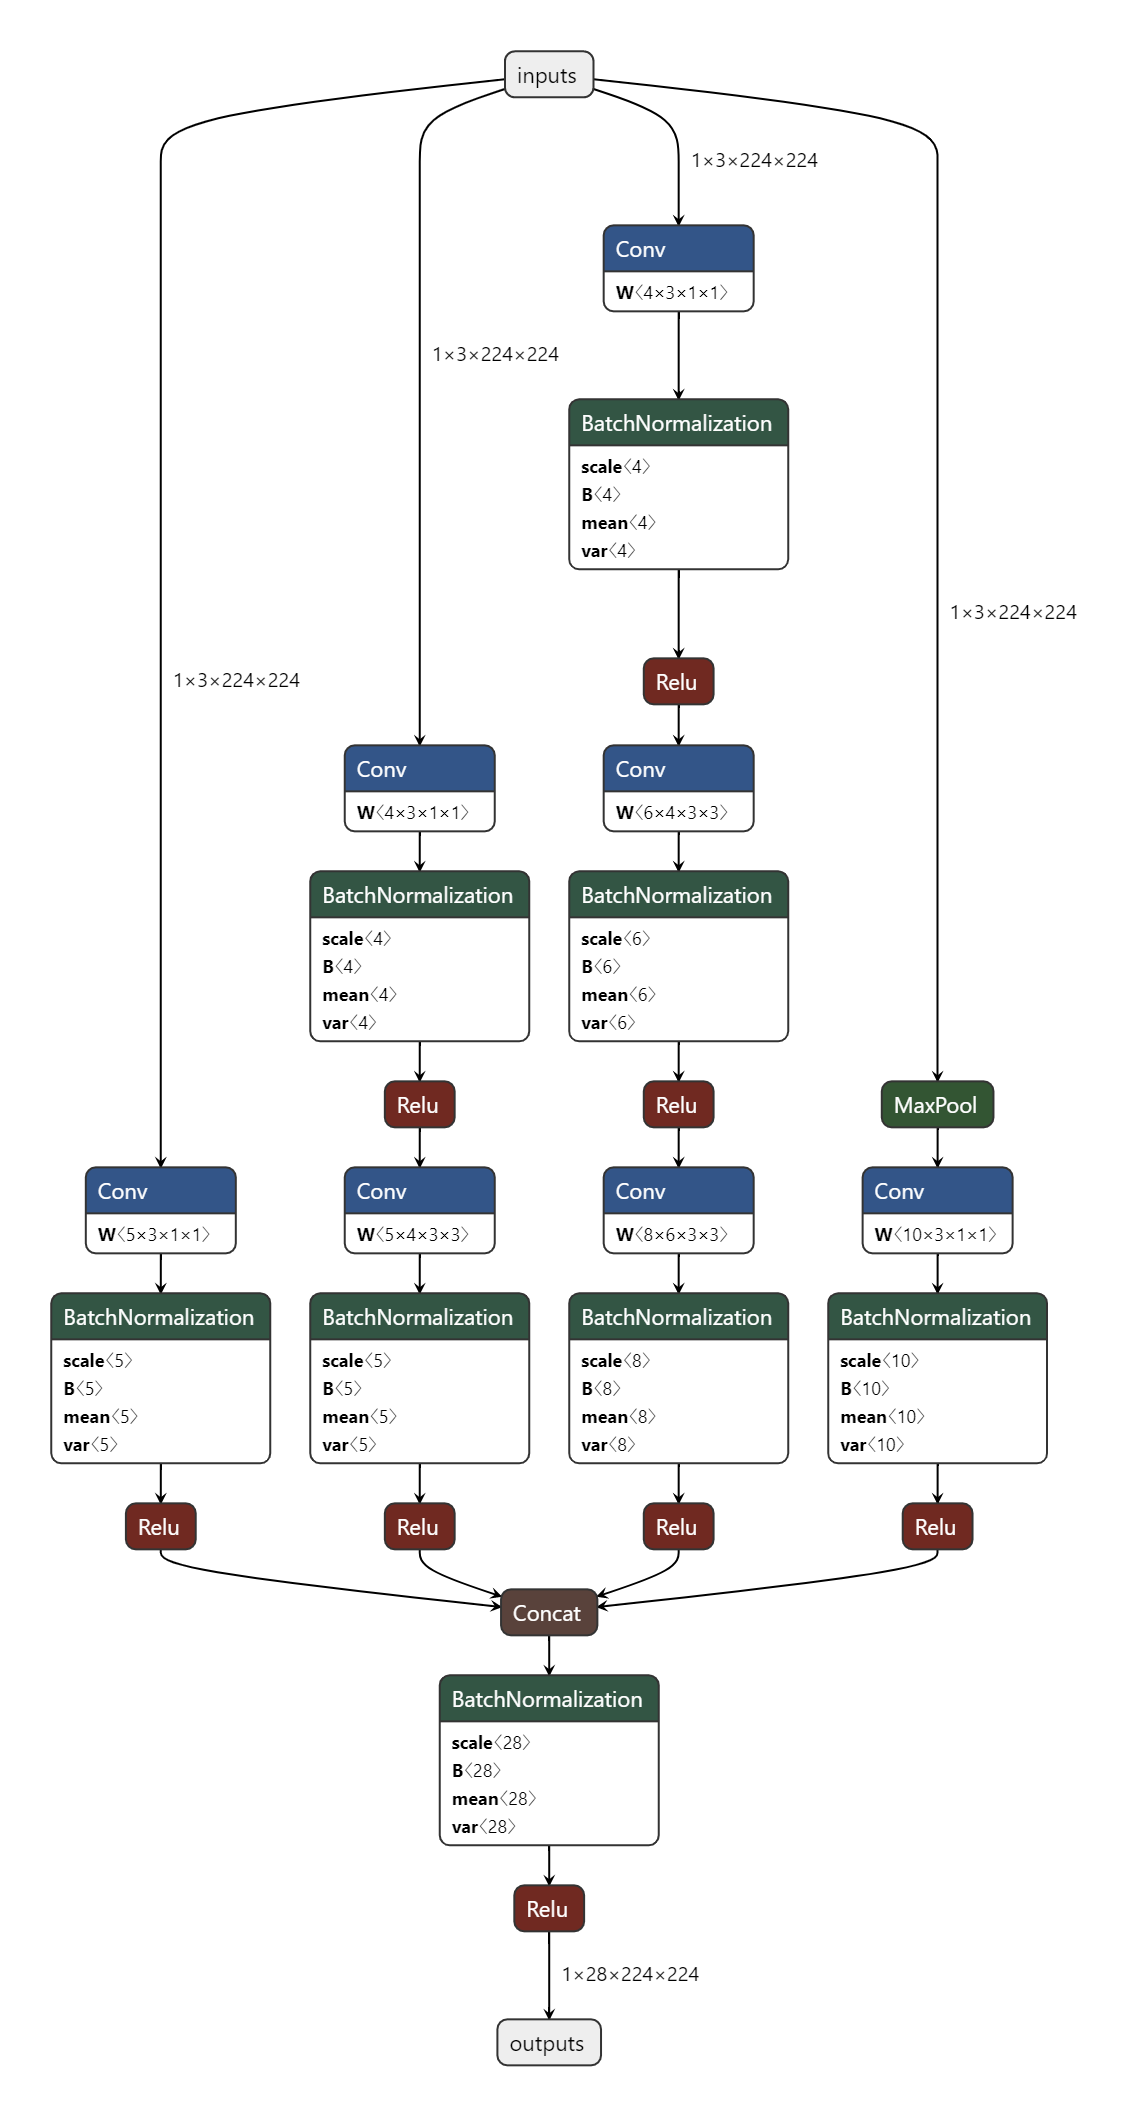 inputs
1×3×224×224
Conv
W〈4×3×1×1〉
1×3×224×224
BatchNormalization
scale〈4〉
B〈4〉
mean〈4〉
var〈4〉
1×3×224×224
1×3×224×224
Relu
Conv
W〈4×3×1×1〉
Conv
W〈6×4×3×3〉
BatchNormalization
scale〈4〉
B〈4〉
mean〈4〉
var〈4〉
BatchNormalization
scale〈6〉
B〈6〉
mean〈6〉
var〈6〉
Relu
Relu
MaxPool
Conv
W〈5×3×1×1〉
Conv
W〈5×4×3×3〉
Conv
W〈8×6×3×3〉
Conv
W〈10×3×1×1〉
BatchNormalization
scale〈5〉
B〈5〉
mean〈5〉
var〈5〉
BatchNormalization
scale〈5〉
B〈5〉
mean〈5〉
var〈5〉
BatchNormalization
scale〈8〉
B〈8〉
mean〈8〉
var〈8〉
BatchNormalization
scale〈10〉
B〈10〉
mean〈10〉
var〈10〉
Relu
Relu
Relu
Relu
Concat
BatchNormalization
scale〈28〉
B〈28〉
mean〈28〉
var〈28〉
Relu
1×28×224×224
outputs